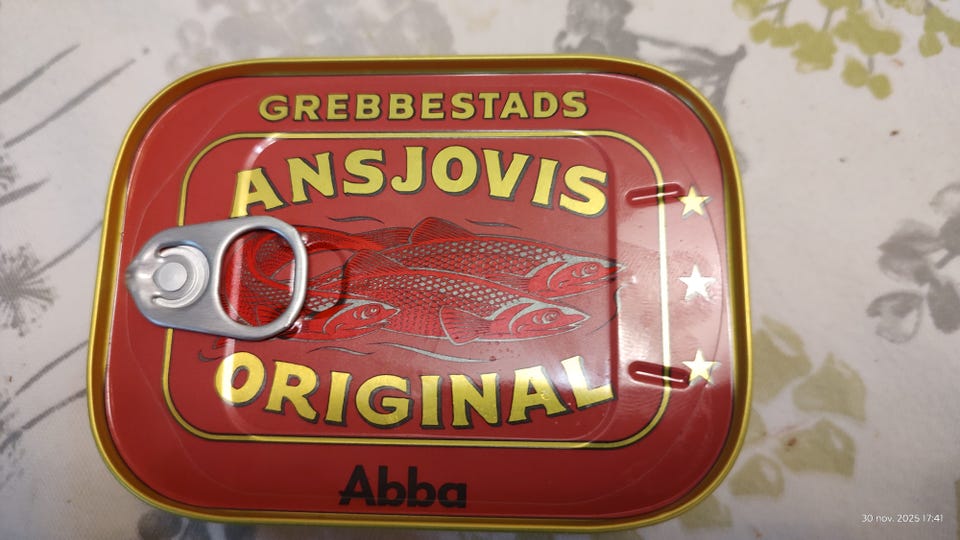 GREBBESTADS
ANSJOVIS
ORIGINAL
Abba
30 nov. 2025 17:41